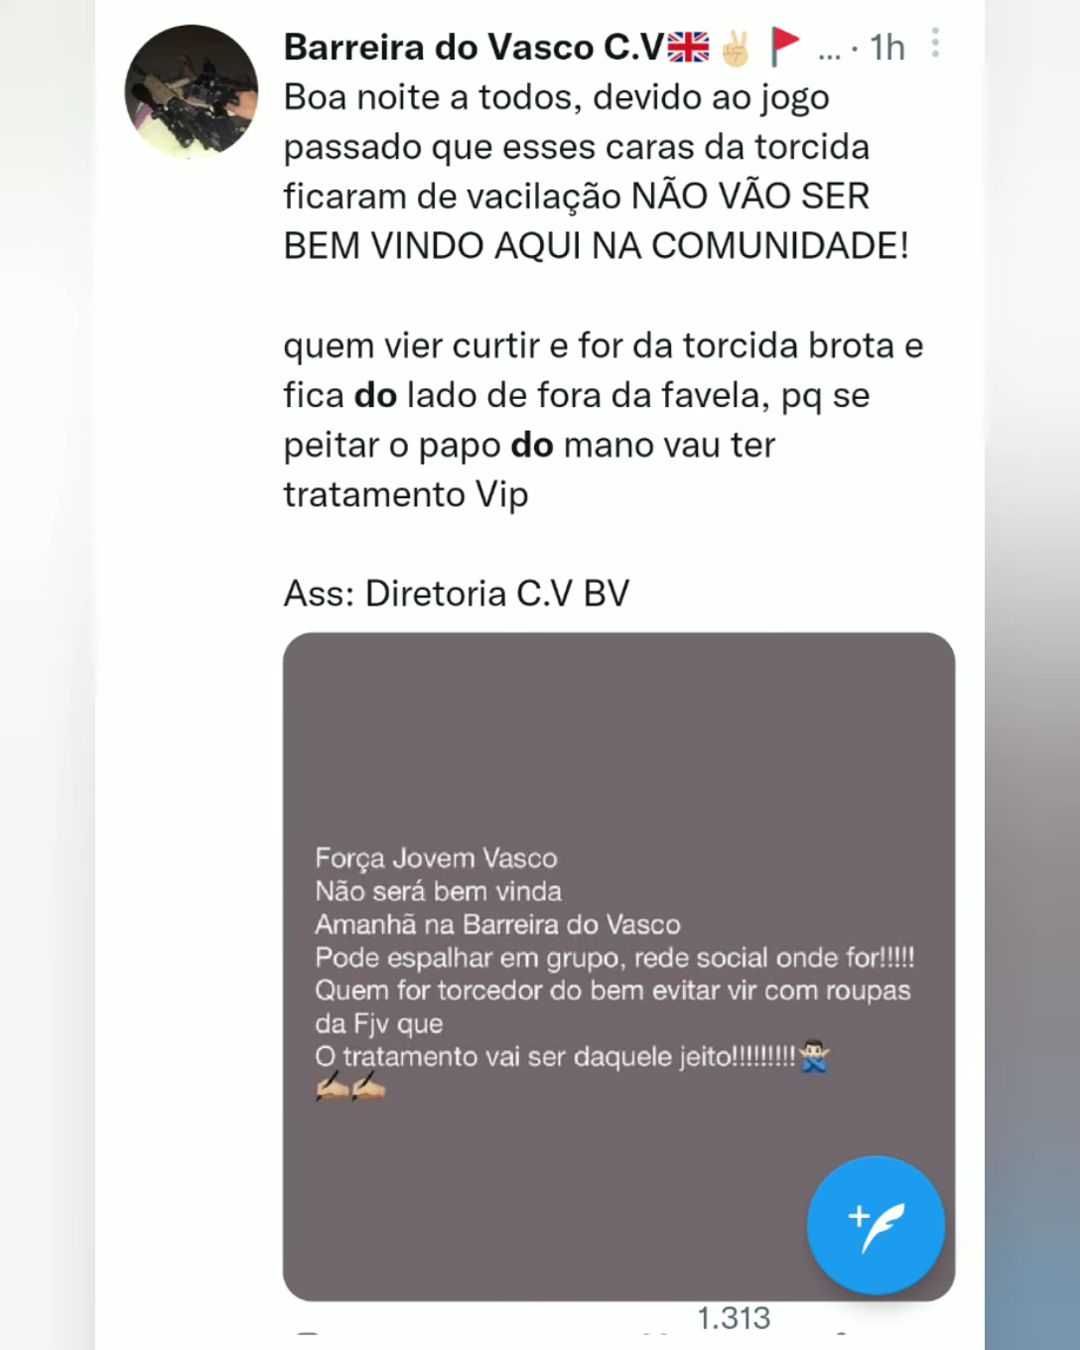 Barreira do Vasco C.V🇬🇧✌🏼🚩 ... · 1h
Boa noite a todos, devido ao jogo
passado que esses caras da torcida
ficaram de vacilação NÃO VÃO SER
BEM VINDO AQUI NA COMUNIDADE!
quem vier curtir e for da torcida brota e
fica do lado de fora da favela, pq se
peitar o papo do mano vau ter
tratamento Vip
Ass: Diretoria C.V BV
Força Jovem Vasco
Não será bem vinda
Amanhã na Barreira do Vasco
Pode espalhar em grupo, rede social onde for!!!!!
Quem for torcedor do bem evitar vir com roupas
da Fjv que
O tratamento vai ser daquele jeito!!!!!!!!!🙅🏻‍♂️
✍🏼✍🏼
1.313